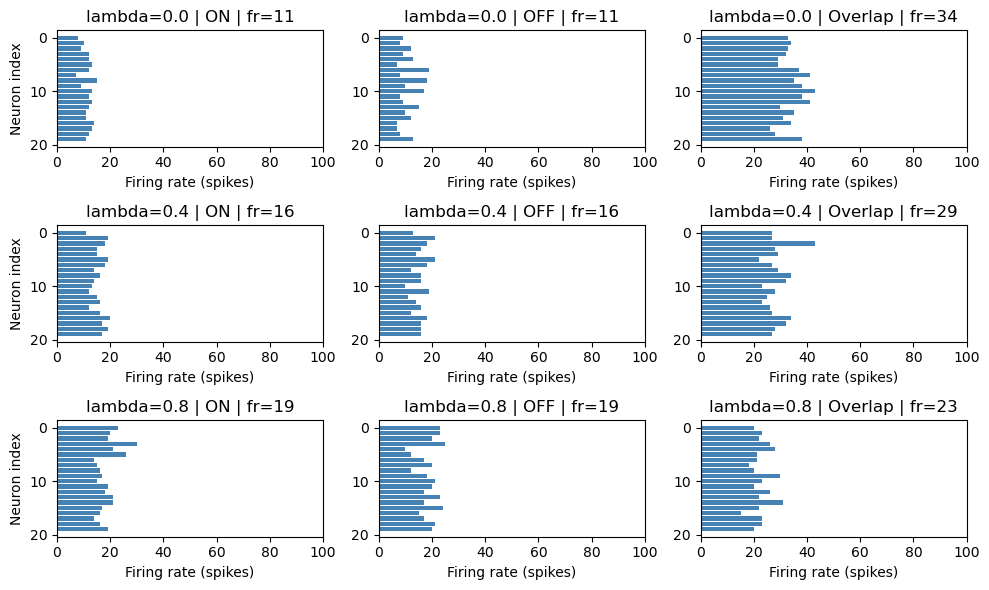 lambda=0.0 | ON | fr=11
lambda=0.0 | OFF | fr=11
lambda=0.0 | Overlap | fr=34
Neuron index
0
10
20
0
10
20
0
10
20
0 20 40 60 80 100
0 20 40 60 80 100
0 20 40 60 80 100
Firing rate (spikes)
Firing rate (spikes)
Firing rate (spikes)
lambda=0.4 | ON | fr=16
lambda=0.4 | OFF | fr=16
lambda=0.4 | Overlap | fr=29
Neuron index
0
10
20
0
10
20
0
10
20
0 20 40 60 80 100
0 20 40 60 80 100
0 20 40 60 80 100
Firing rate (spikes)
Firing rate (spikes)
Firing rate (spikes)
lambda=0.8 | ON | fr=19
lambda=0.8 | OFF | fr=19
lambda=0.8 | Overlap | fr=23
Neuron index
0
10
20
0
10
20
0
10
20
0 20 40 60 80 100
0 20 40 60 80 100
0 20 40 60 80 100
Firing rate (spikes)
Firing rate (spikes)
Firing rate (spikes)